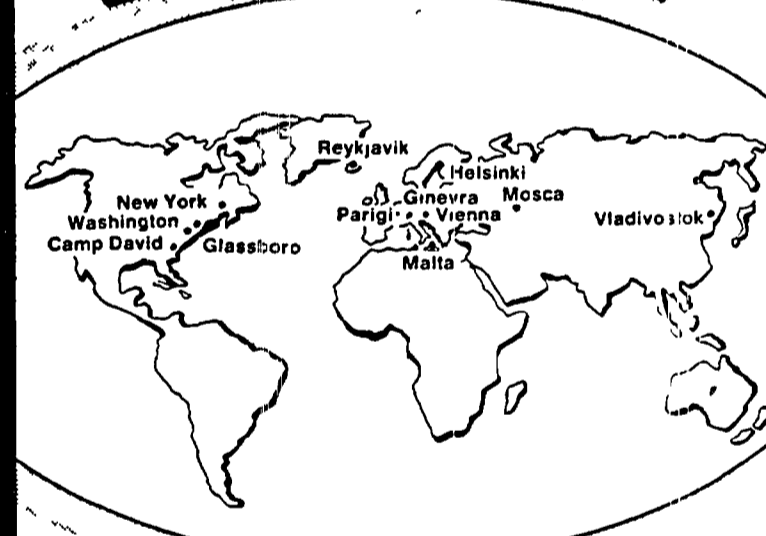 Reykjavik
Helsinki
New York
Ginevra
Mosca
Washington
Parigi
Vienna
Vladivostok
Camp David
Glassboro
Malta